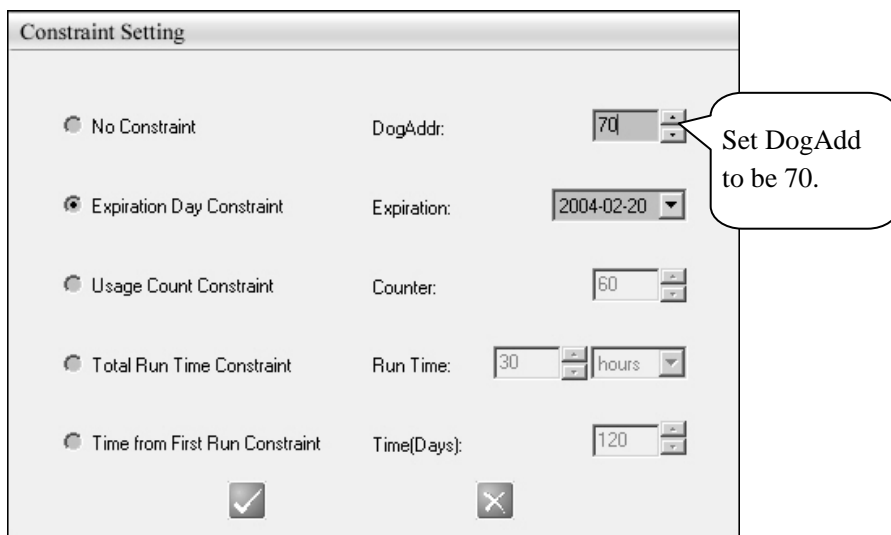 Constraint Setting
No Constraint DogAddr: 70
Set DogAdd
to be 70.
Expiration Day Constraint Expiration: 2004-02-20
Usage Count Constraint Counter: 60
Total Run Time Constraint Run Time: 30 hours
Time from First Run Constraint Time(Days): 120